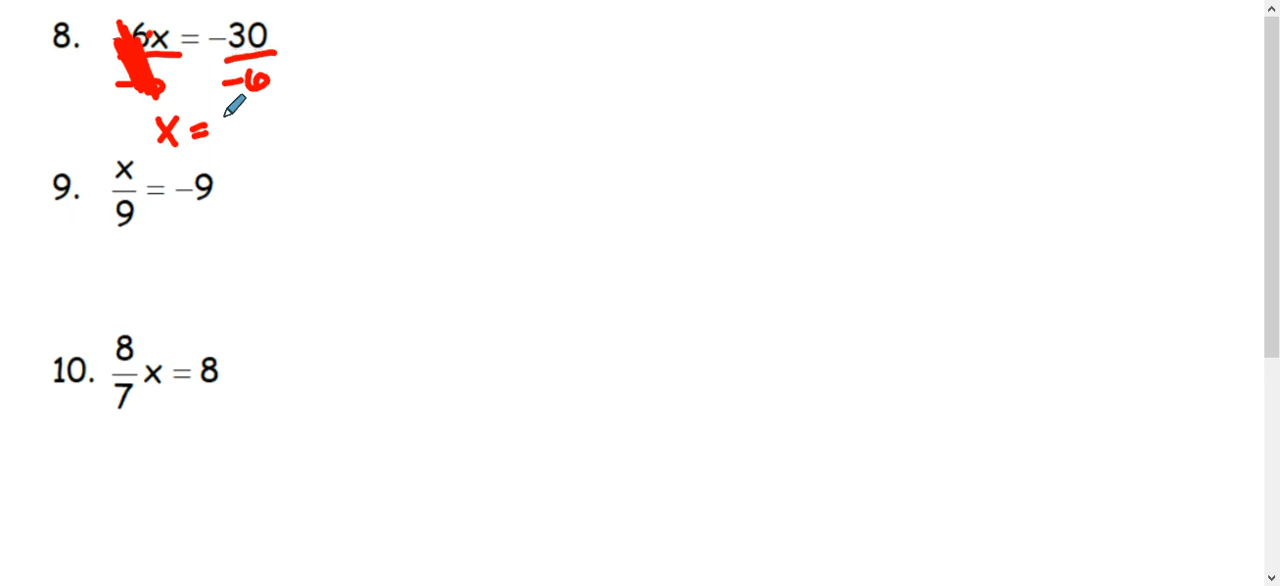 8. -6x = -30
-6 -6
x =
9. x/9 = -9
10. 8/7 x = 8